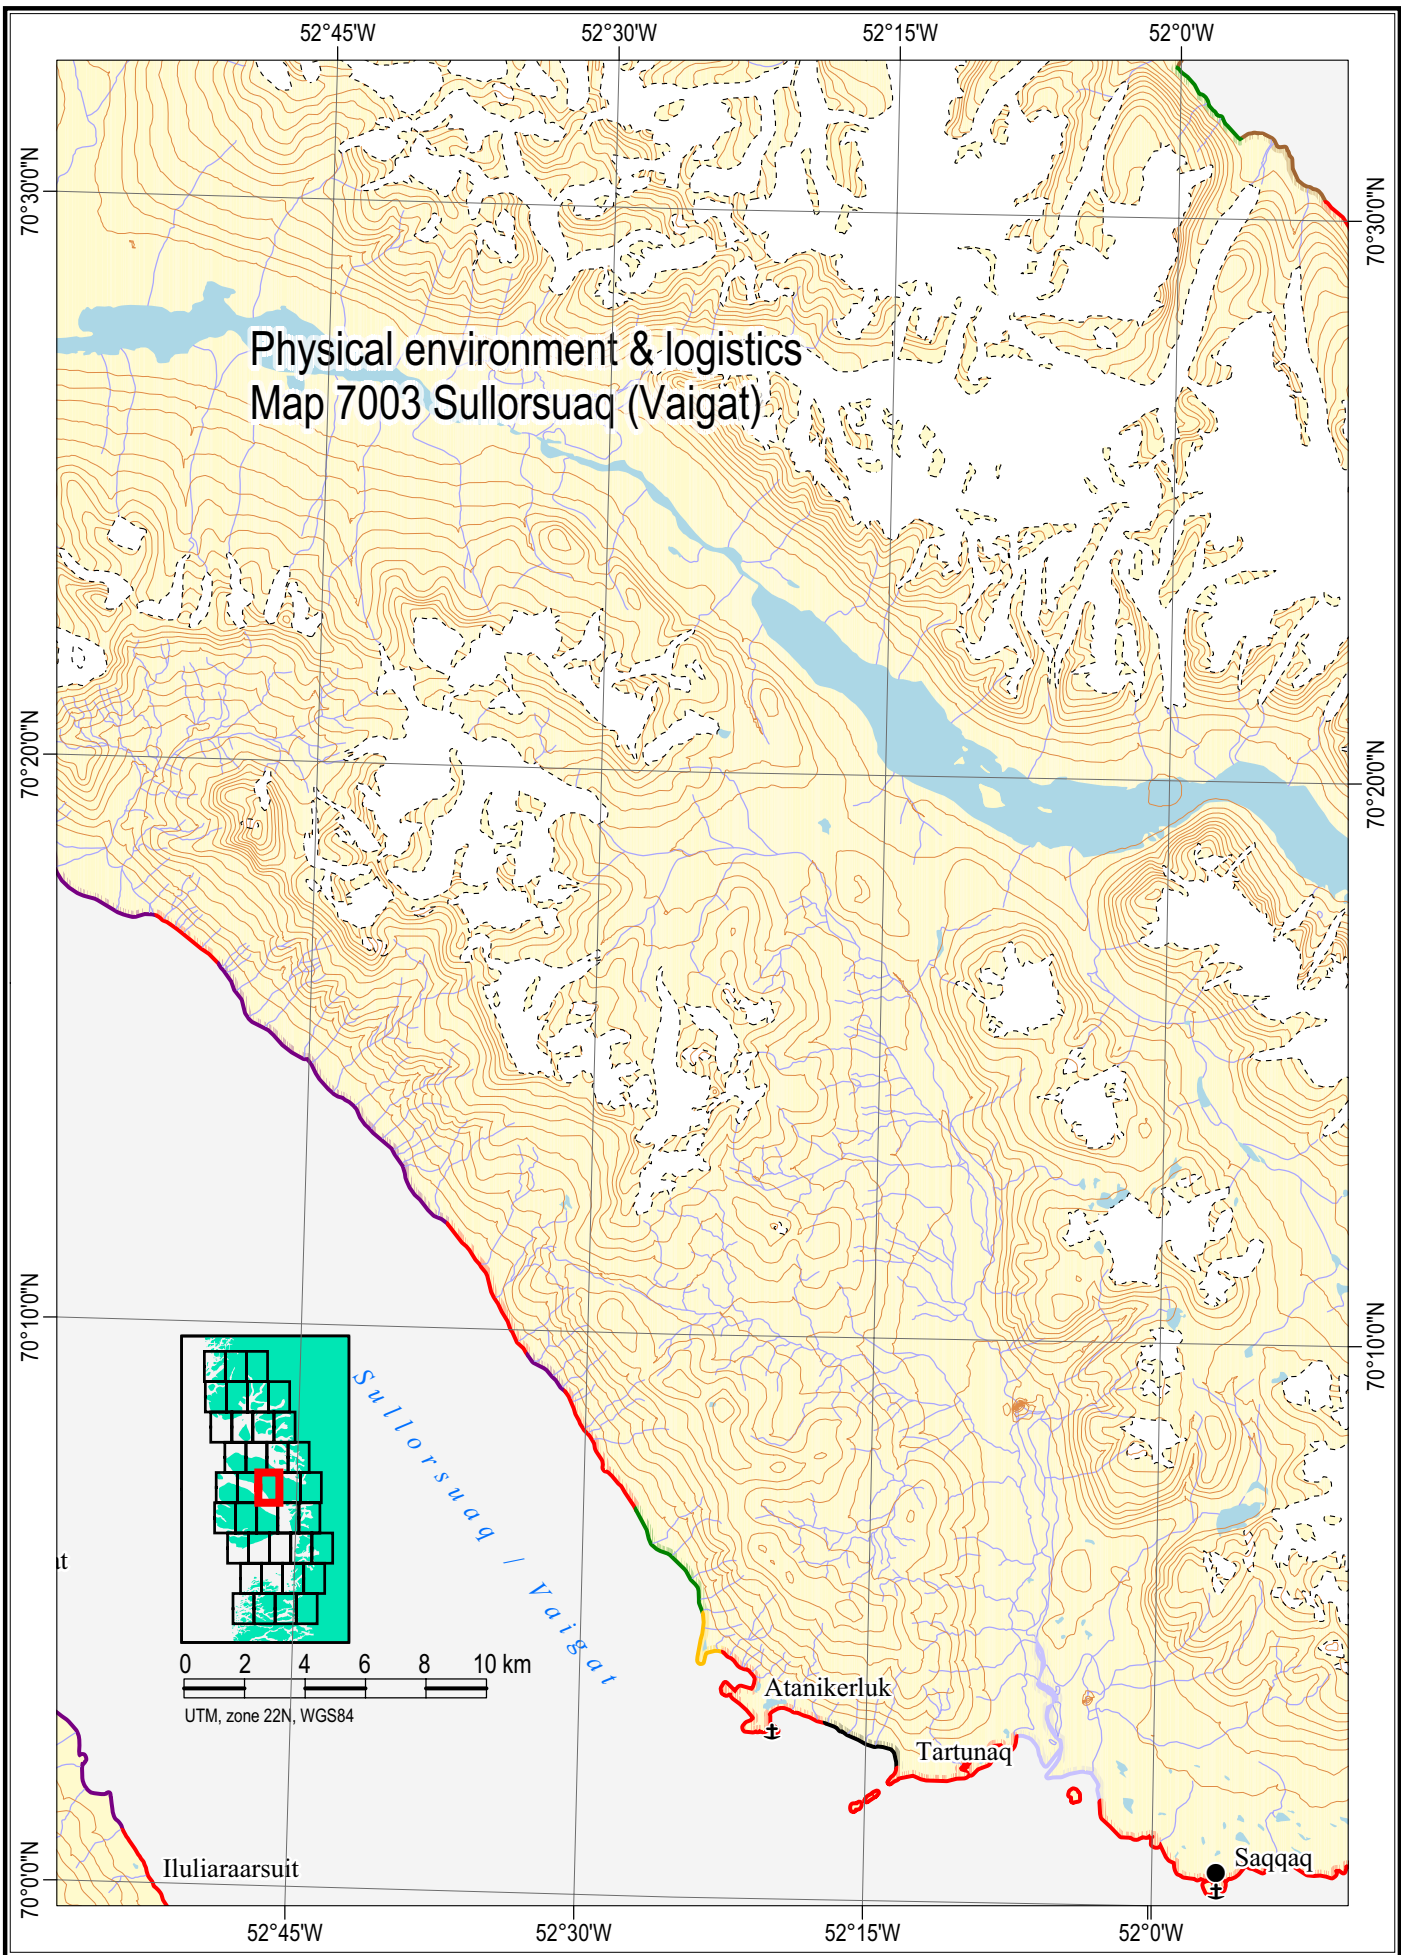 52°45'W 52°30'W 52°15'W 52°0'W
70°30'0"N
70°30'0"N
Physical environment & logistics
Map 7003 Sullorsuaq (Vaigat)
70°20'0"N
70°20'0"N
70°10'0"N
70°10'0"N
Sullorsuaq / Vaigat
at
0 2 4 6 8 10 km
UTM, zone 22N, WGS84
Atanikerluk
Tartunaq
Saqqaq
Iluliaraarsuit
70°0'0"N
52°45'W 52°30'W 52°15'W 52°0'W